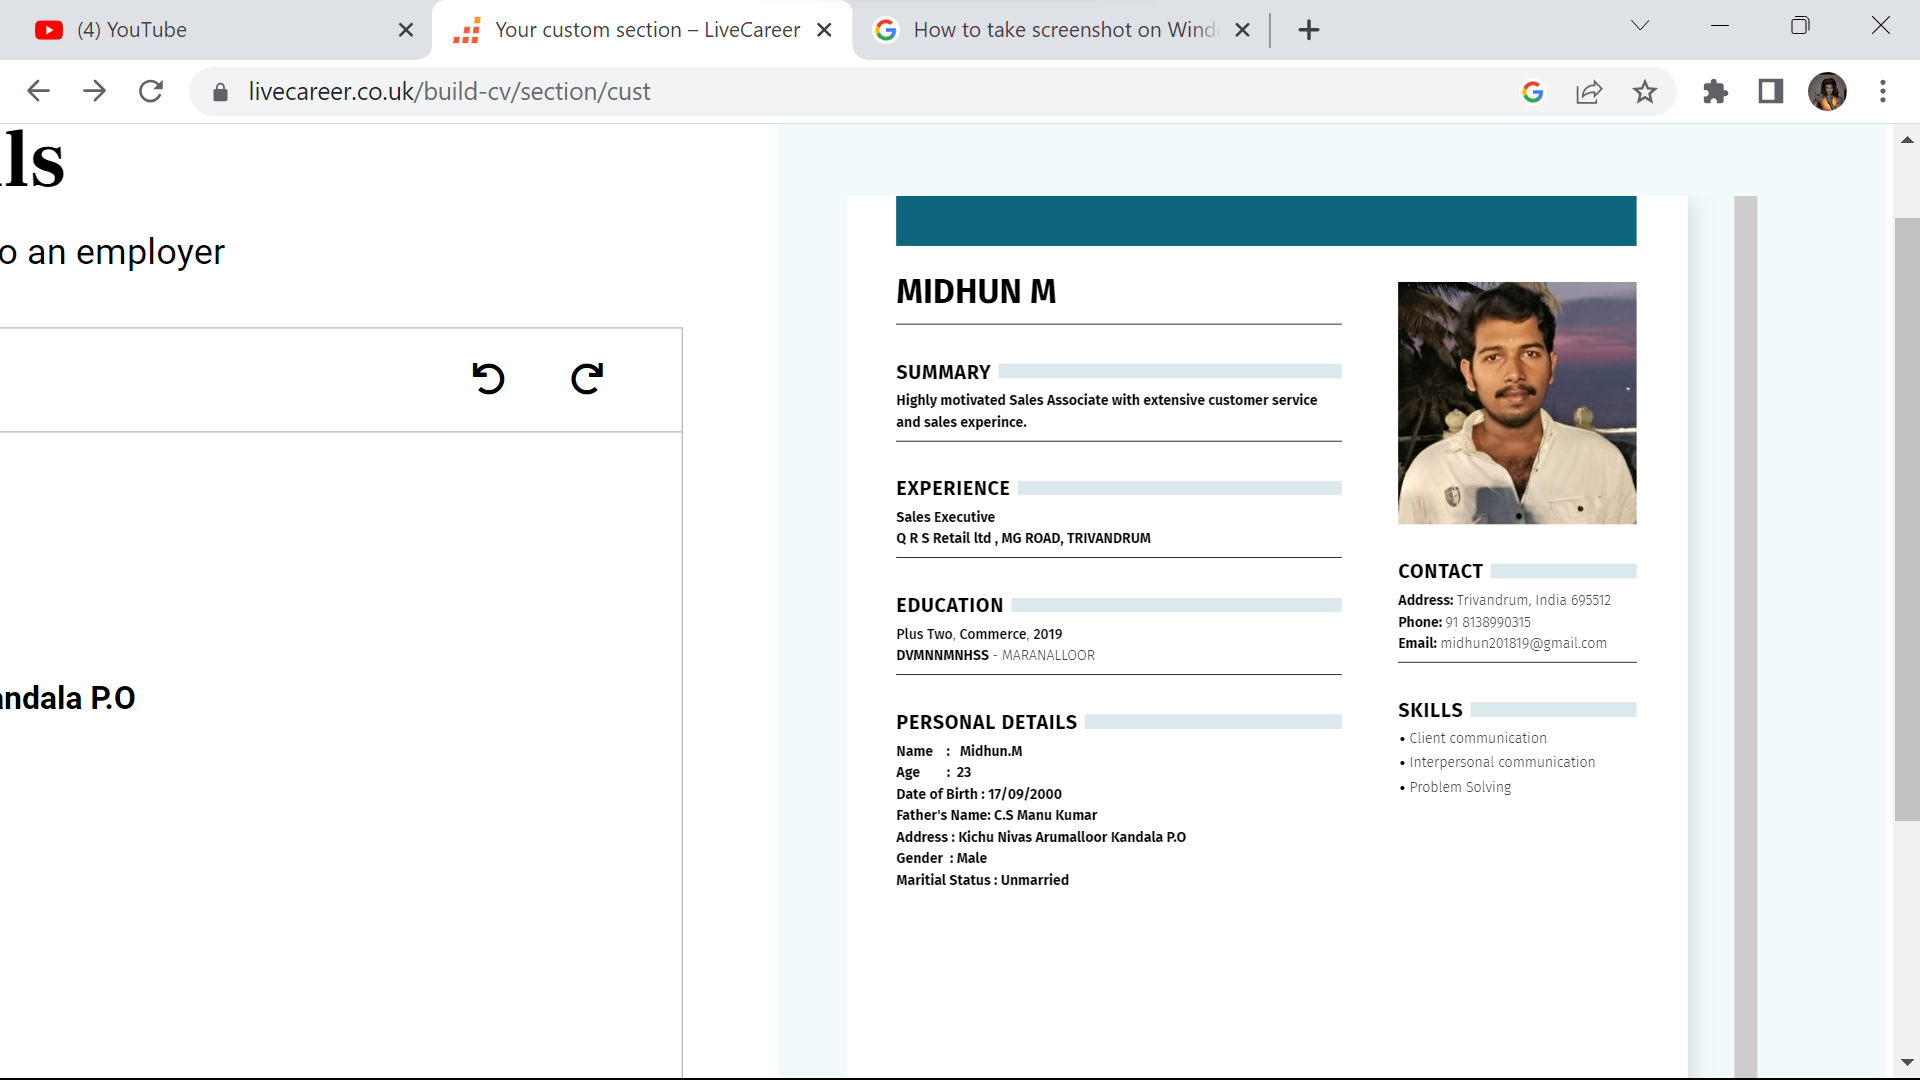 (4) YouTube
Your custom section – LiveCareer
How to take screenshot on Wind
livecareer.co.uk/build-cv/section/cust
ls
o an employer
andala P.O
MIDHUN M
SUMMARY
Highly motivated Sales Associate with extensive customer service
and sales experince.
EXPERIENCE
Sales Executive
Q R S Retail ltd , MG ROAD, TRIVANDRUM
EDUCATION
Plus Two, Commerce, 2019
DVMNNMNHSS - MARANALLOOR
PERSONAL DETAILS
Name : Midhun.M
Age : 23
Date of Birth : 17/09/2000
Father's Name: C.S Manu Kumar
Address : Kichu Nivas Arumalloor Kandala P.O
Gender : Male
Maritial Status : Unmarried
CONTACT
Address: Trivandrum, India 695512
Phone: 91 8138990315
Email: midhun201819@gmail.com
SKILLS
• Client communication
• Interpersonal communication
• Problem Solving